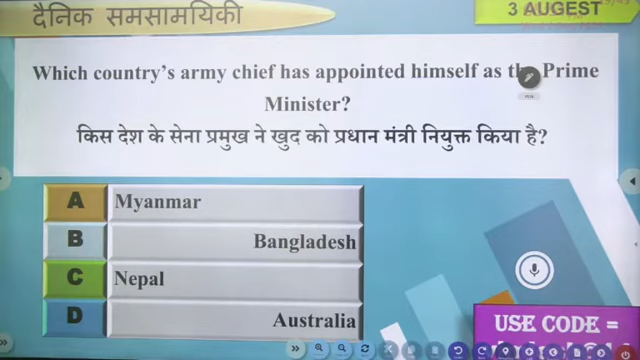 दैनिक समसामयिकी
3 AUGEST
Which country's army chief has appointed himself as the Prime
Minister?
किस देश के सेना प्रमुख ने खुद को प्रधान मंत्री नियुक्त किया है?
A Myanmar
B Bangladesh
C Nepal
D Australia
USE CODE =